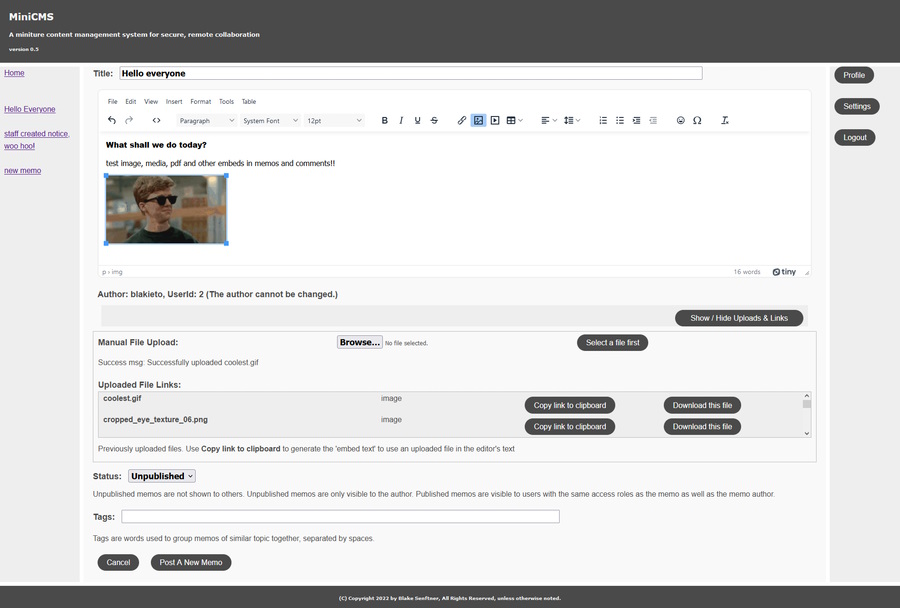 MiniCMS
A miniture content management system for secure, remote collaboration
version 0.5
Home
Hello Everyone
staff created notice,
woo hoo!
new memo
Title: Hello everyone
File Edit View Insert Format Tools Table
Paragraph System Font 12pt
What shall we do today?
test image, media, pdf and other embeds in memos and comments!!
p › img
16 words tiny
Author: blakieto, UserId: 2 (The author cannot be changed.)
Show / Hide Uploads & Links
Manual File Upload: Browse... No file selected. Select a file first
Success msg: Successfully uploaded coolest.gif
Uploaded File Links:
coolest.gif image Copy link to clipboard Download this file
cropped_eye_texture_06.png image Copy link to clipboard Download this file
Previously uploaded files. Use Copy link to clipboard to generate the 'embed text' to use an uploaded file in the editor's text
Status: Unpublished
Unpublished memos are not shown to others. Unpublished memos are only visible to the author. Published memos are visible to users with the same access roles as the memo as well as the memo author.
Tags:
Tags are words used to group memos of similar topic together, separated by spaces.
Cancel Post A New Memo
Profile
Settings
Logout
(C) Copyright 2022 by Blake Senftner, All Rights Reserved, unless otherwise noted.